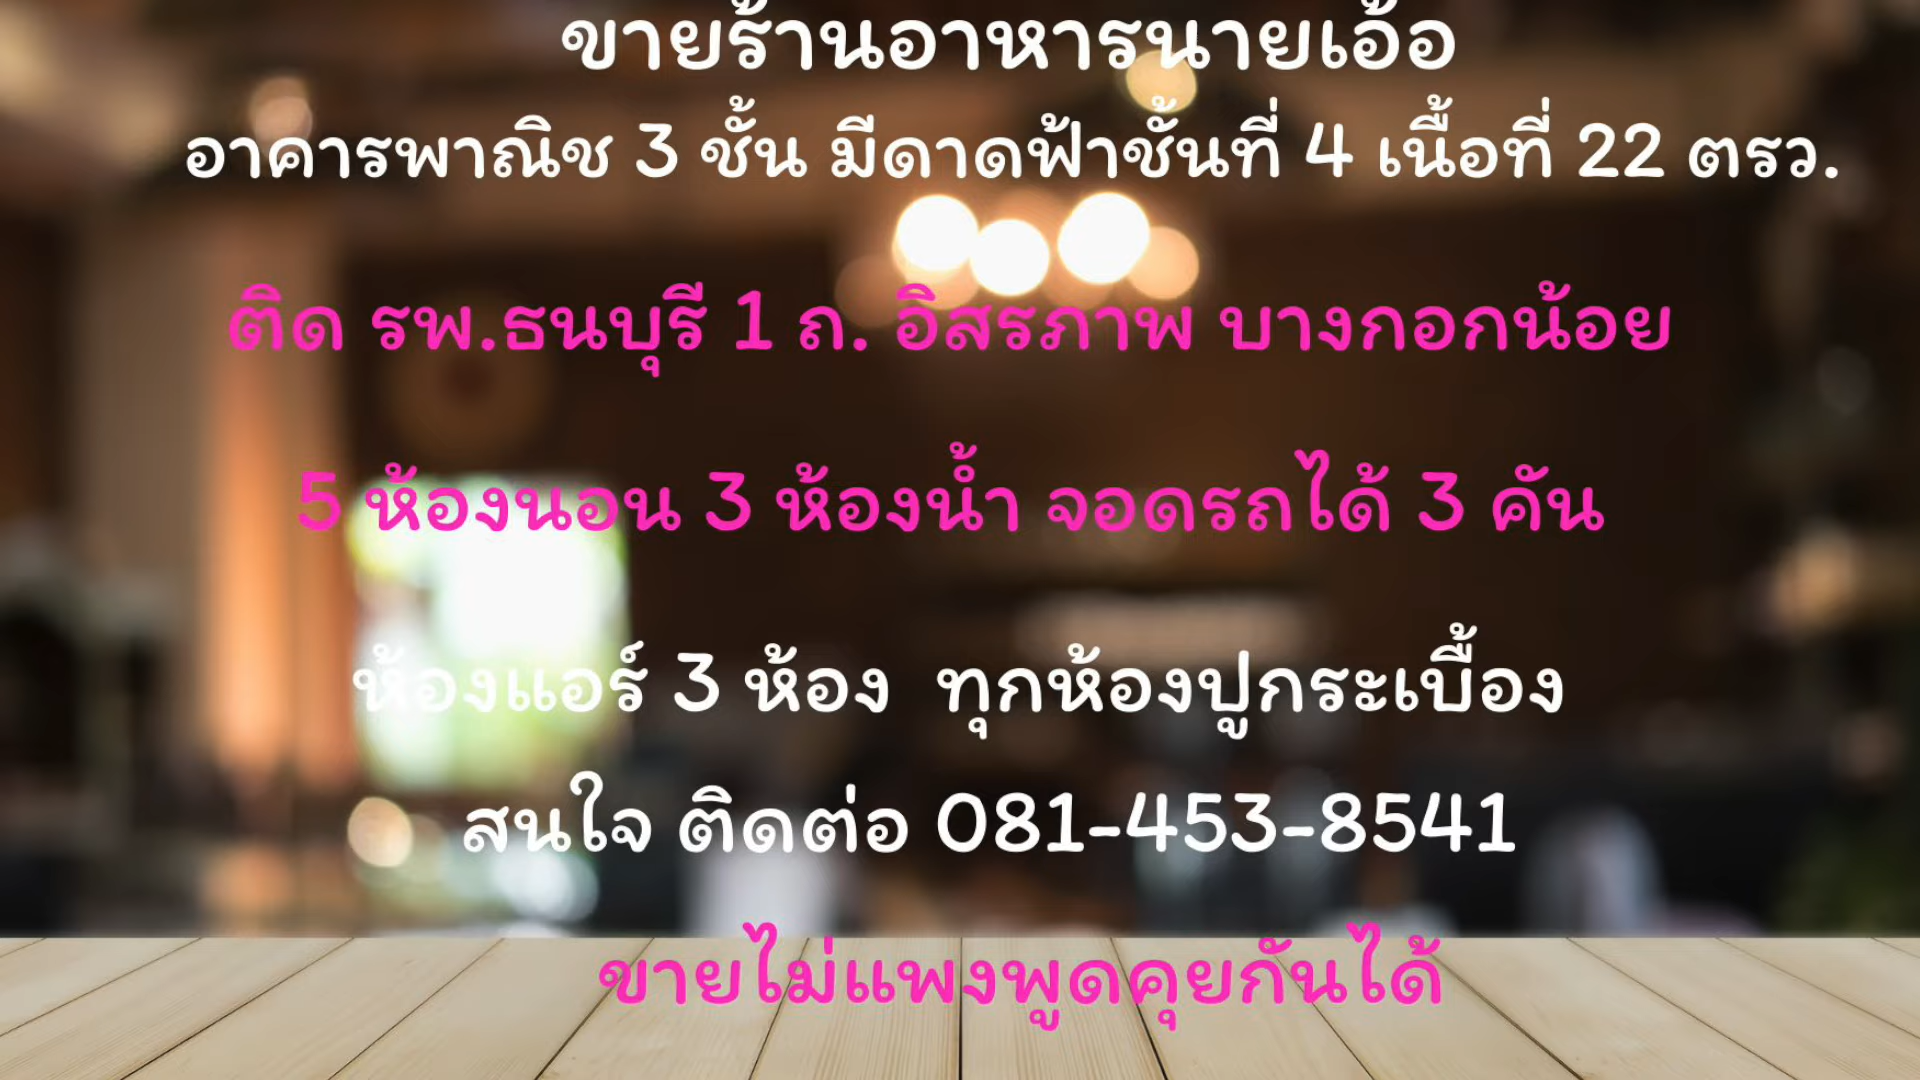 ขายร้านอาหารนายเอ้อ
อาคารพาณิช 3 ชั้น มีดาดฟ้าชั้นที่ 4 เนื้อที่ 22 ตรว.
ติด รพ.ธนบุรี 1 ถ. อิสรภาพ บางกอกน้อย
5 ห้องนอน 3 ห้องน้ำ จอดรถได้ 3 คัน
ห้องแอร์ 3 ห้อง ทุกห้องปูกระเบื้อง
สนใจ ติดต่อ 081-453-8541
ขายไม่แพงพูดคุยกันได้